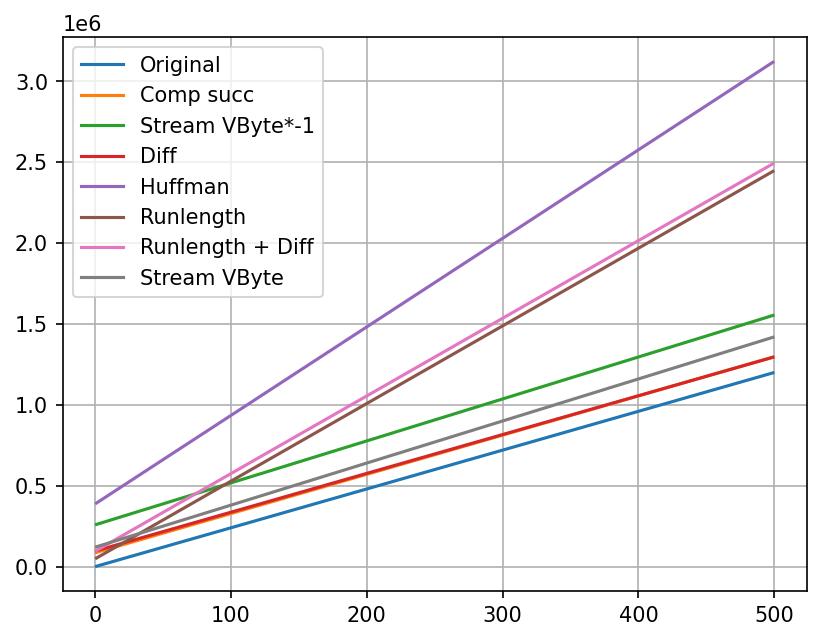 1e6
3.0
2.5
2.0
1.5
1.0
0.5
0.0
Original
Comp succ
Stream VByte*-1
Diff
Huffman
Runlength
Runlength + Diff
Stream VByte
0 100 200 300 400 500